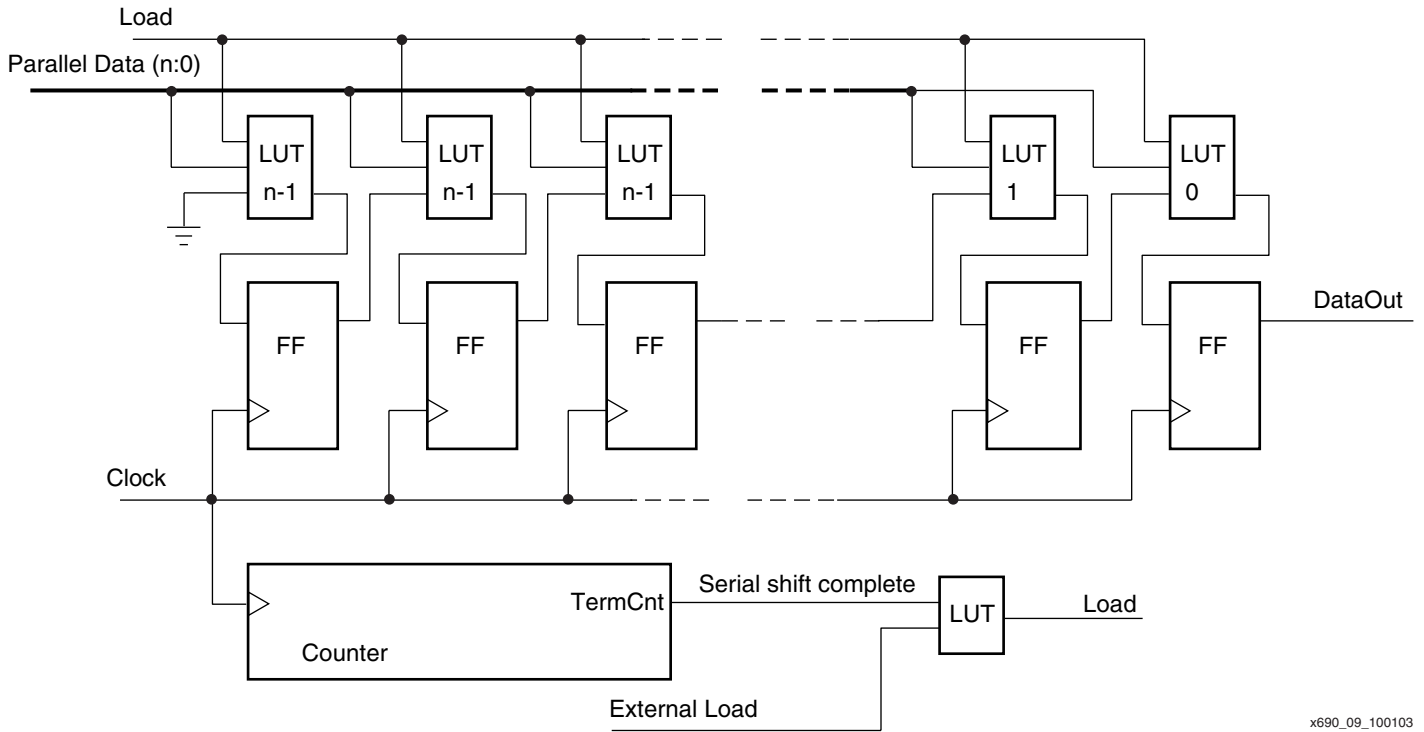 Load
Parallel Data (n:0)
LUT
n-1
LUT
n-1
LUT
n-1
LUT
1
LUT
0
FF
FF
FF
FF
FF
DataOut
Clock
TermCnt
Counter
Serial shift complete
LUT
Load
External Load
x690_09_100103